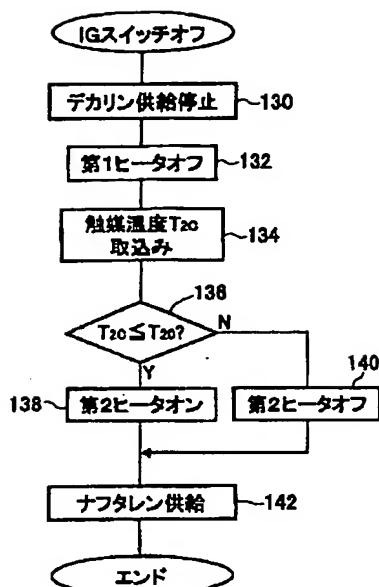 IGスイッチオフ
デカリン供給停止
130
第1ヒータオフ
132
触媒温度T2C
取込み
134
138
T2C≦T20?
N
Y
140
138
第2ヒータオン
第2ヒータオフ
ナフタレン供給
142
エンド